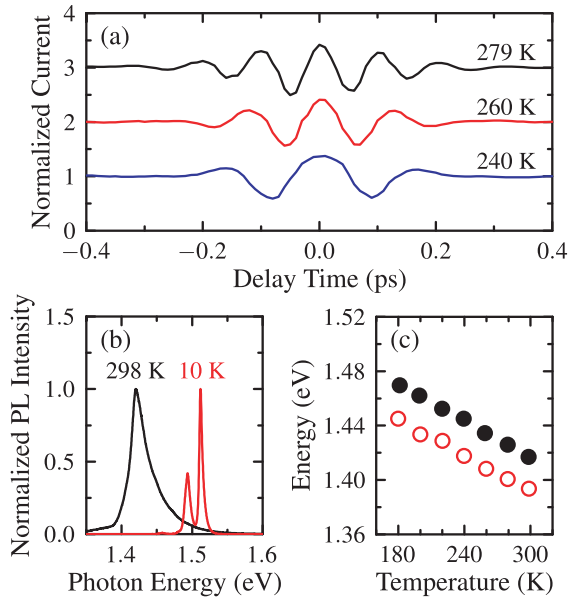 (a)
Normalized Current
4
3
2
1
0
279 K
260 K
240 K
−0.4
−0.2
0.0
0.2
0.4
Delay Time (ps)
(b)
Normalized PL Intensity
1.5
1.0
0.5
0.0
298 K
10 K
1.4
1.5
1.6
Photon Energy (eV)
(c)
Energy (eV)
1.52
1.48
1.44
1.40
1.36
180
240
300
Temperature (K)